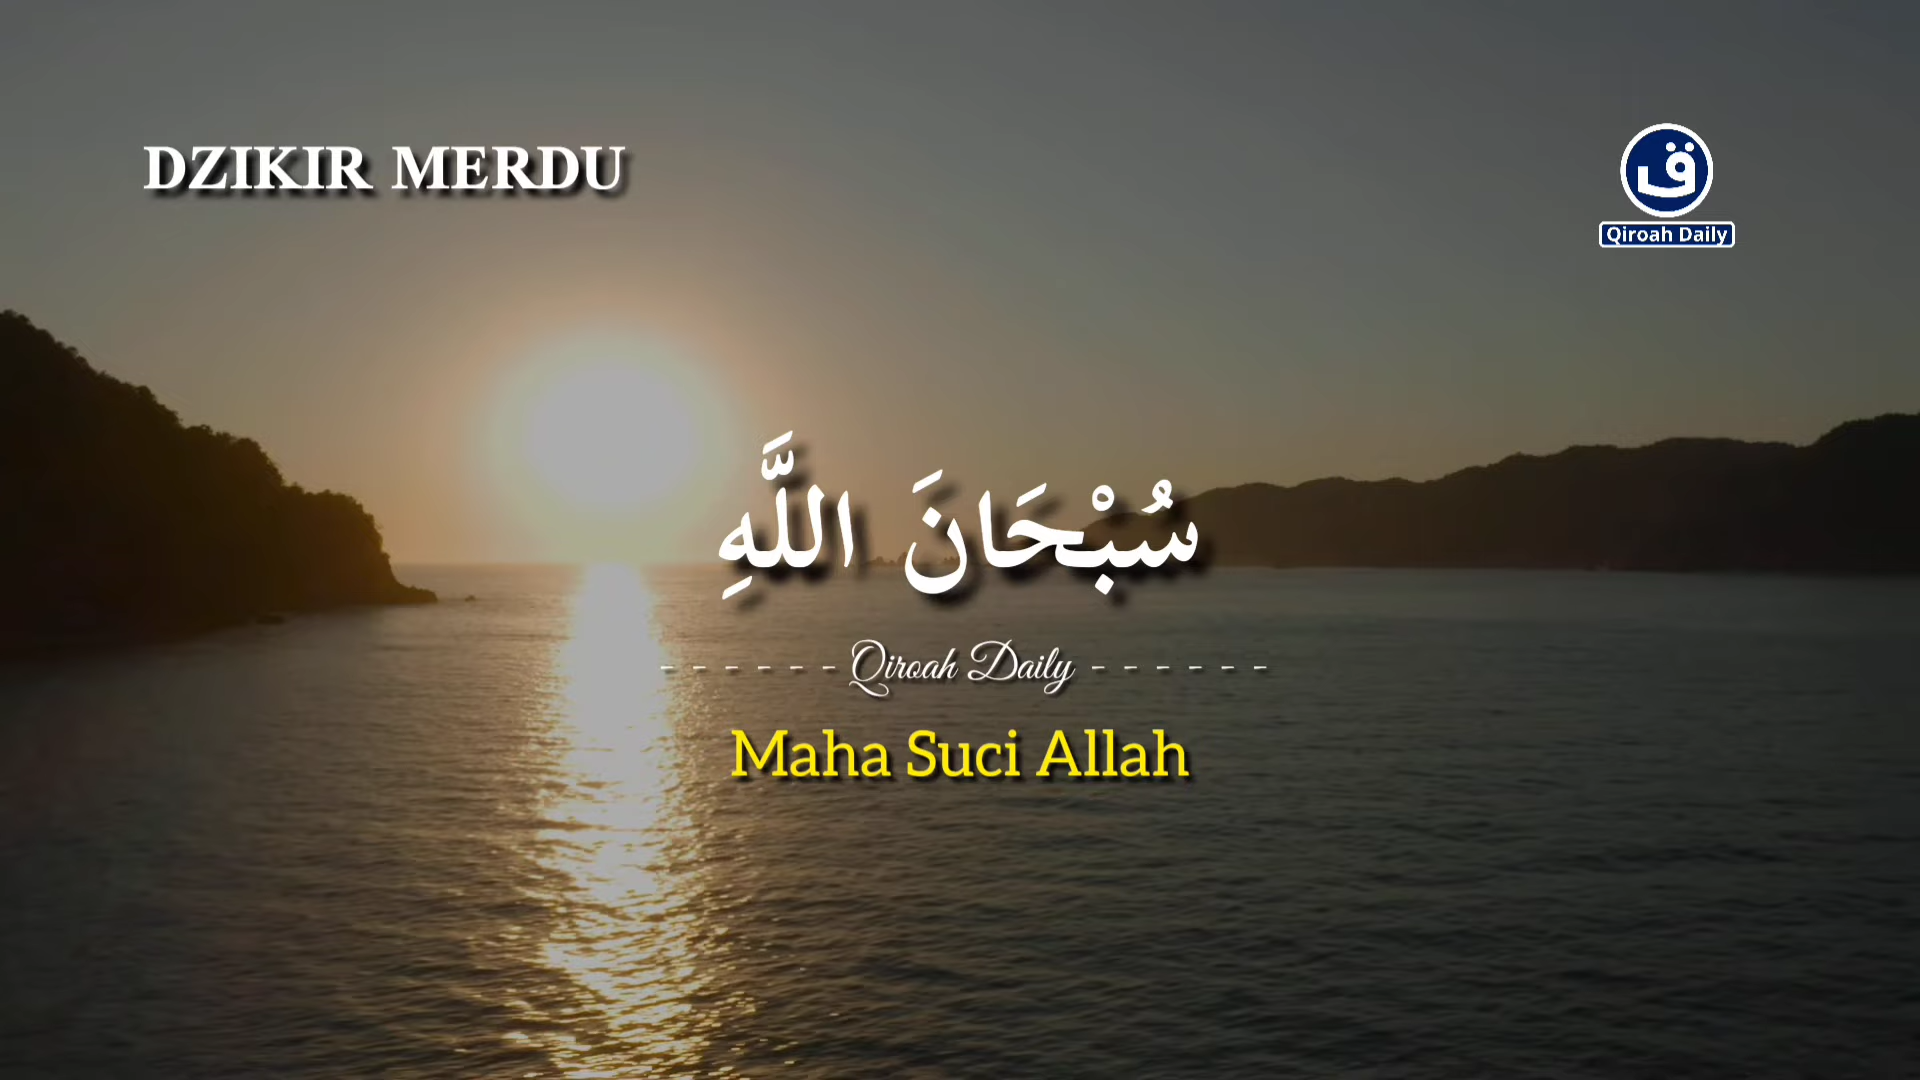 DZIKIR MERDU
ق
Qiroah Daily
سُبْحَانَ اللَّهِ
------ Qiroah Daily ------
Maha Suci Allah